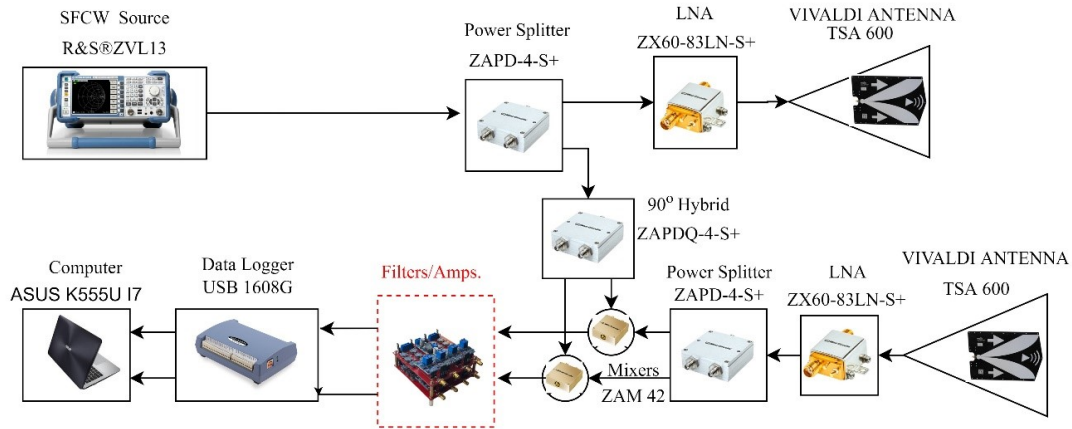 SFCW Source
R&S®ZVL13
Power Splitter
ZAPD-4-S+
LNA
ZX60-83LN-S+
VIVALDI ANTENNA
TSA 600
90° Hybrid
ZAPDQ-4-S+
Computer
ASUS K555U I7
Data Logger
USB 1608G
Filters/Amps.
Mixers
ZAM 42
Power Splitter
ZAPD-4-S+
LNA
ZX60-83LN-S+
VIVALDI ANTENNA
TSA 600